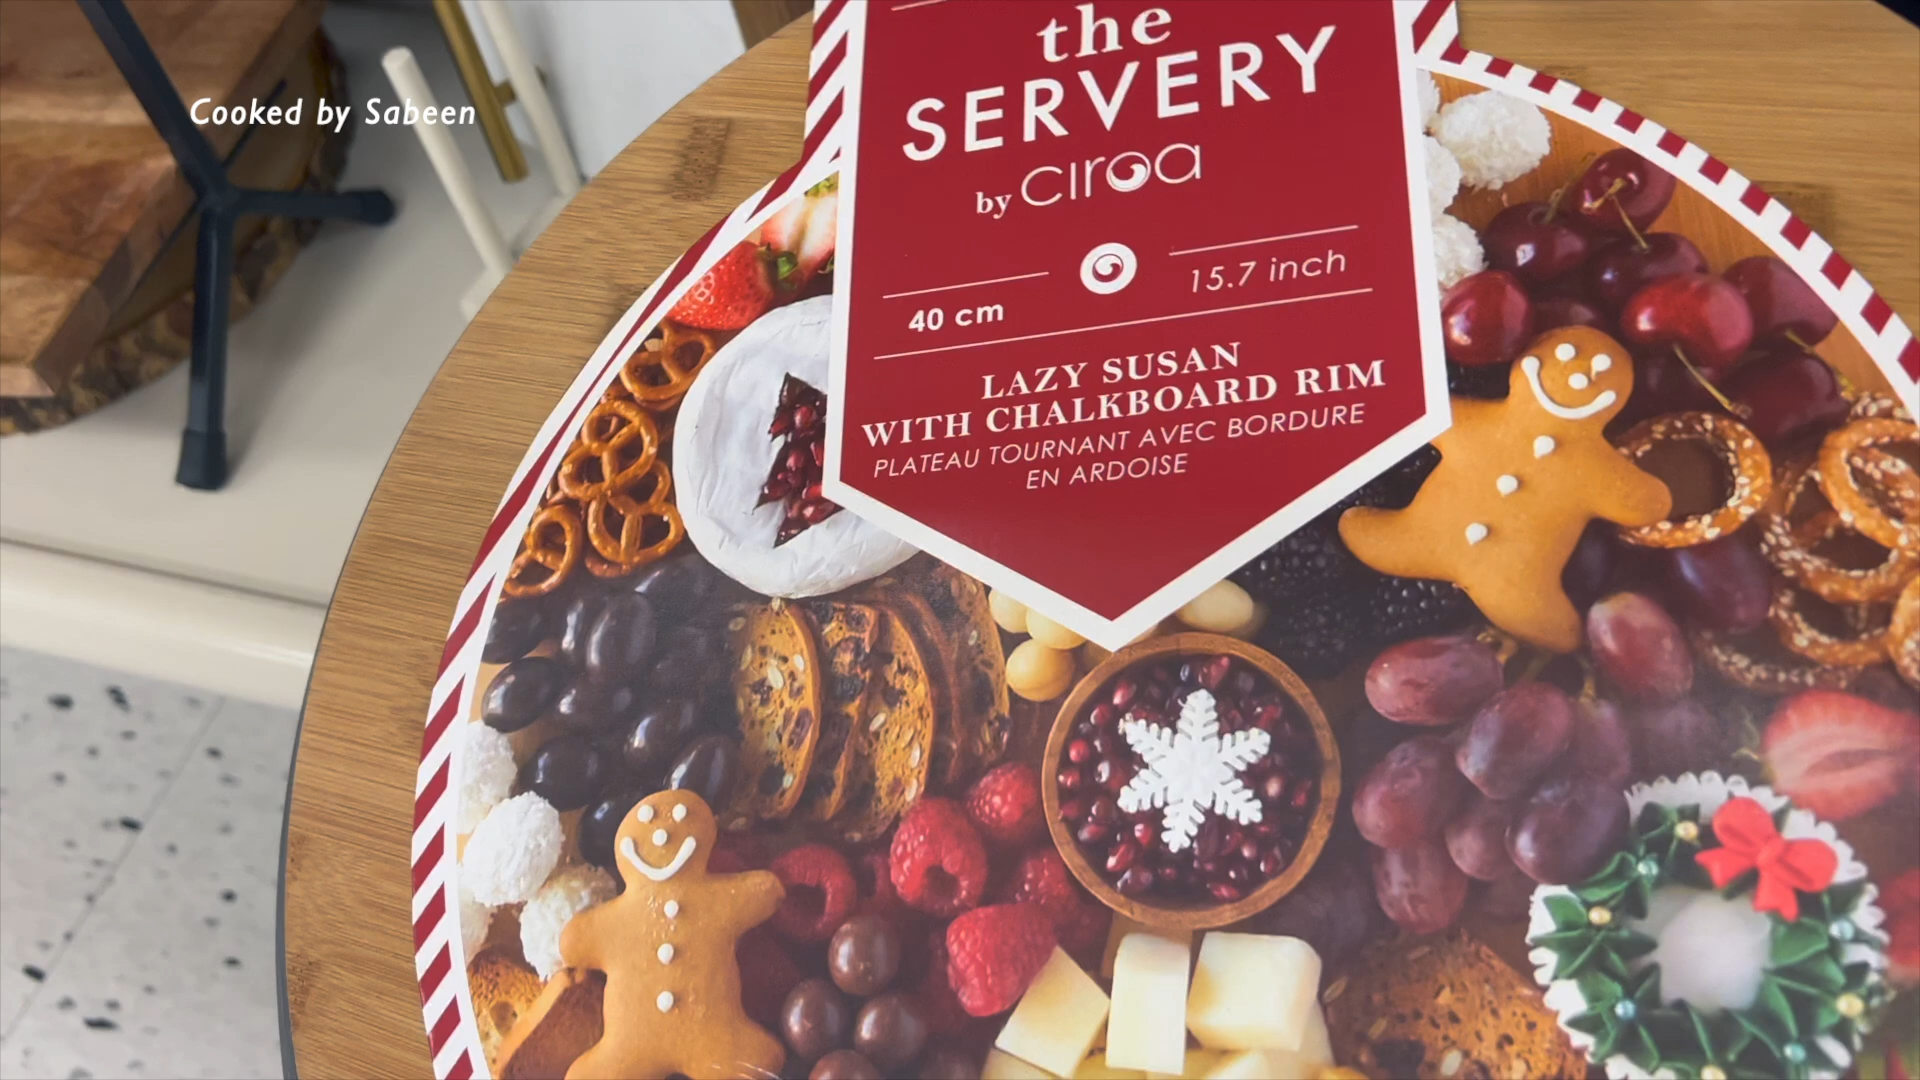 Cooked by Sabeen
the
SERVERY
by ciroa
40 cm
15.7 inch
LAZY SUSAN
WITH CHALKBOARD RIM
PLATEAU TOURNANT AVEC BORDURE
EN ARDOISE